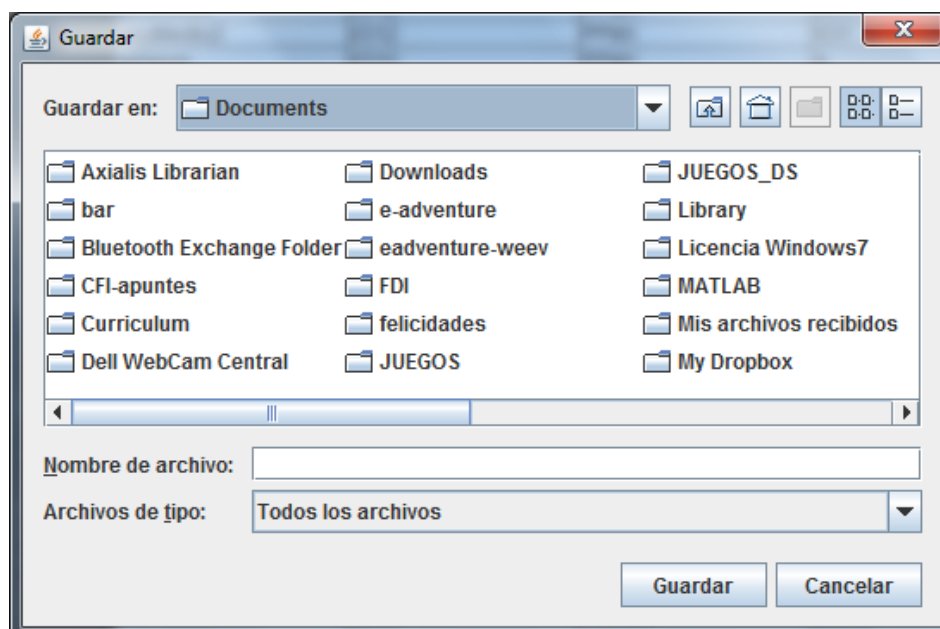 Guardar
Guardar en: Documents
Axialis Librarian Downloads JUEGOS_DS
bar e-adventure Library
Bluetooth Exchange Folder eadventure-weev Licencia Windows7
CFI-apuntes FDI MATLAB
Curriculum felicidades Mis archivos recibidos
Dell WebCam Central JUEGOS My Dropbox
Nombre de archivo:
Archivos de tipo: Todos los archivos
Guardar Cancelar